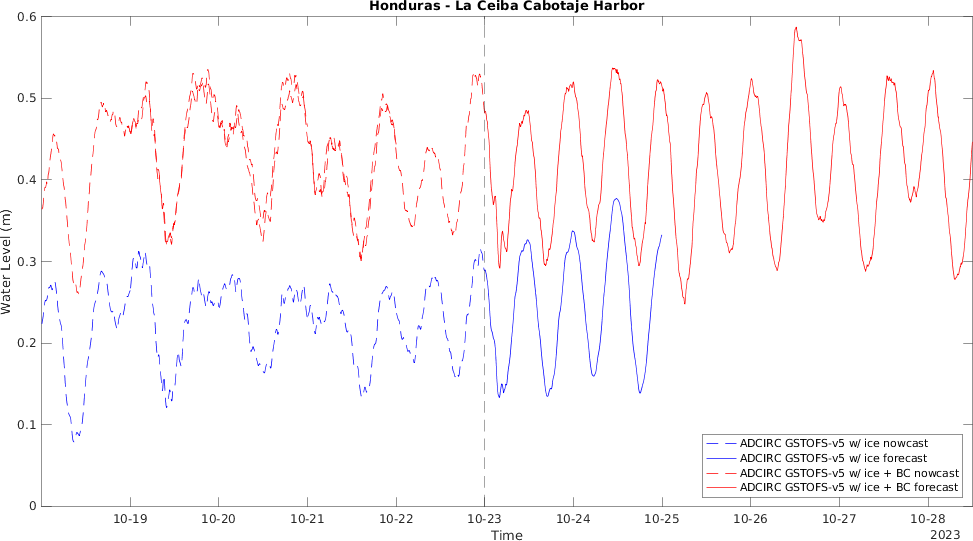 Honduras - La Ceiba Cabotaje Harbor
0.6
0.5
0.4
0.3
0.2
0.1
0
Water Level (m)
ADCIRC GSTOFS-v5 w/ ice nowcast
ADCIRC GSTOFS-v5 w/ ice forecast
ADCIRC GSTOFS-v5 w/ ice + BC nowcast
ADCIRC GSTOFS-v5 w/ ice + BC forecast
10-19 10-20 10-21 10-22 10-23 10-24 10-25 10-26 10-27 10-28
Time 2023